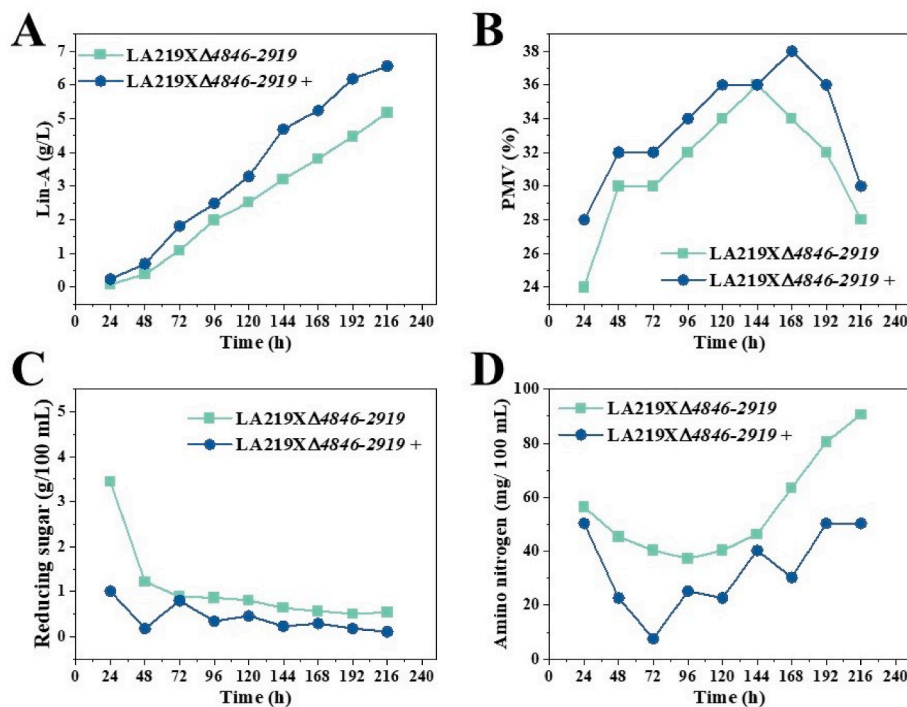 A
LA219XΔ4846-2919
LA219XΔ4846-2919 +
Lin-A (g/L)
7
6
5
4
3
2
1
0
0 24 48 72 96 120 144 168 192 216 240
Time (h)
B
PMV (%)
38
36
34
32
30
28
26
24
LA219XΔ4846-2919
LA219XΔ4846-2919 +
0 24 48 72 96 120 144 168 192 216 240
Time (h)
C
LA219XΔ4846-2919
LA219XΔ4846-2919 +
Reducing sugar (g/100 mL)
5
4
3
2
1
0
0 24 48 72 96 120 144 168 192 216 240
Time (h)
D
LA219XΔ4846-2919
LA219XΔ4846-2919 +
Amino nitrogen (mg/ 100 mL)
100
80
60
40
20
0
0 24 48 72 96 120 144 168 192 216 240
Time (h)